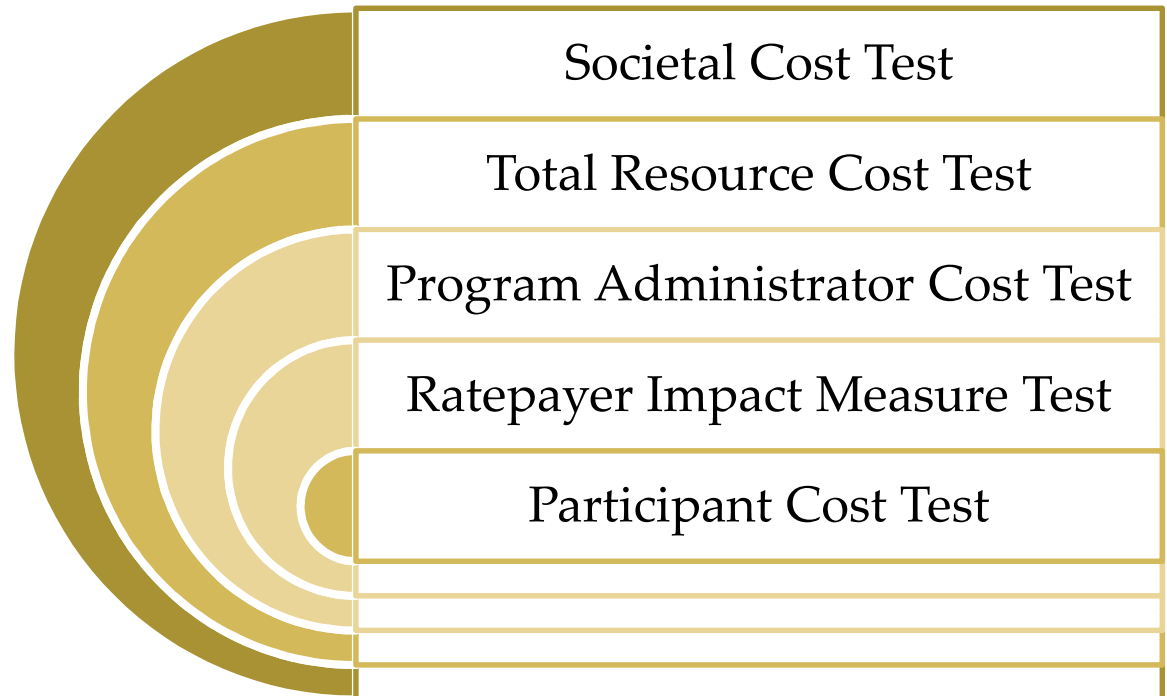 Societal Cost Test
Total Resource Cost Test
Program Administrator Cost Test
Ratepayer Impact Measure Test
Participant Cost Test